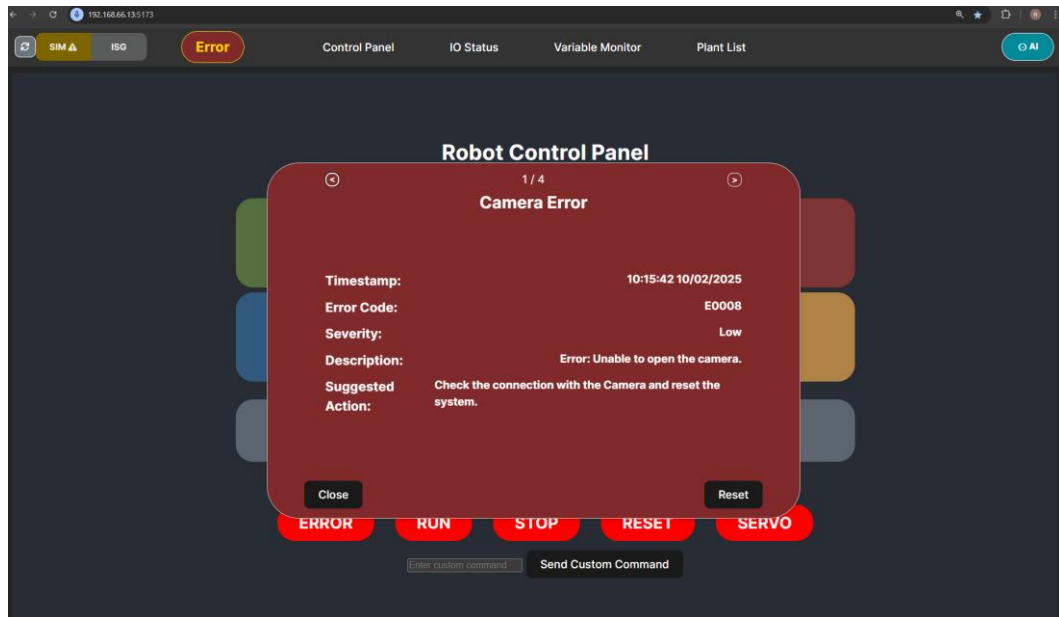 192.168.66.13:5173
SIM ISG Error Control Panel IO Status Variable Monitor Plant List AI
Robot Control Panel
1 / 4
Camera Error
Timestamp: 10:15:42 10/02/2025
Error Code: E0008
Severity: Low
Description: Error: Unable to open the camera.
Suggested Check the connection with the Camera and reset the
Action: system.
Close Reset
ERROR RUN STOP RESET SERVO
Enter custom command Send Custom Command